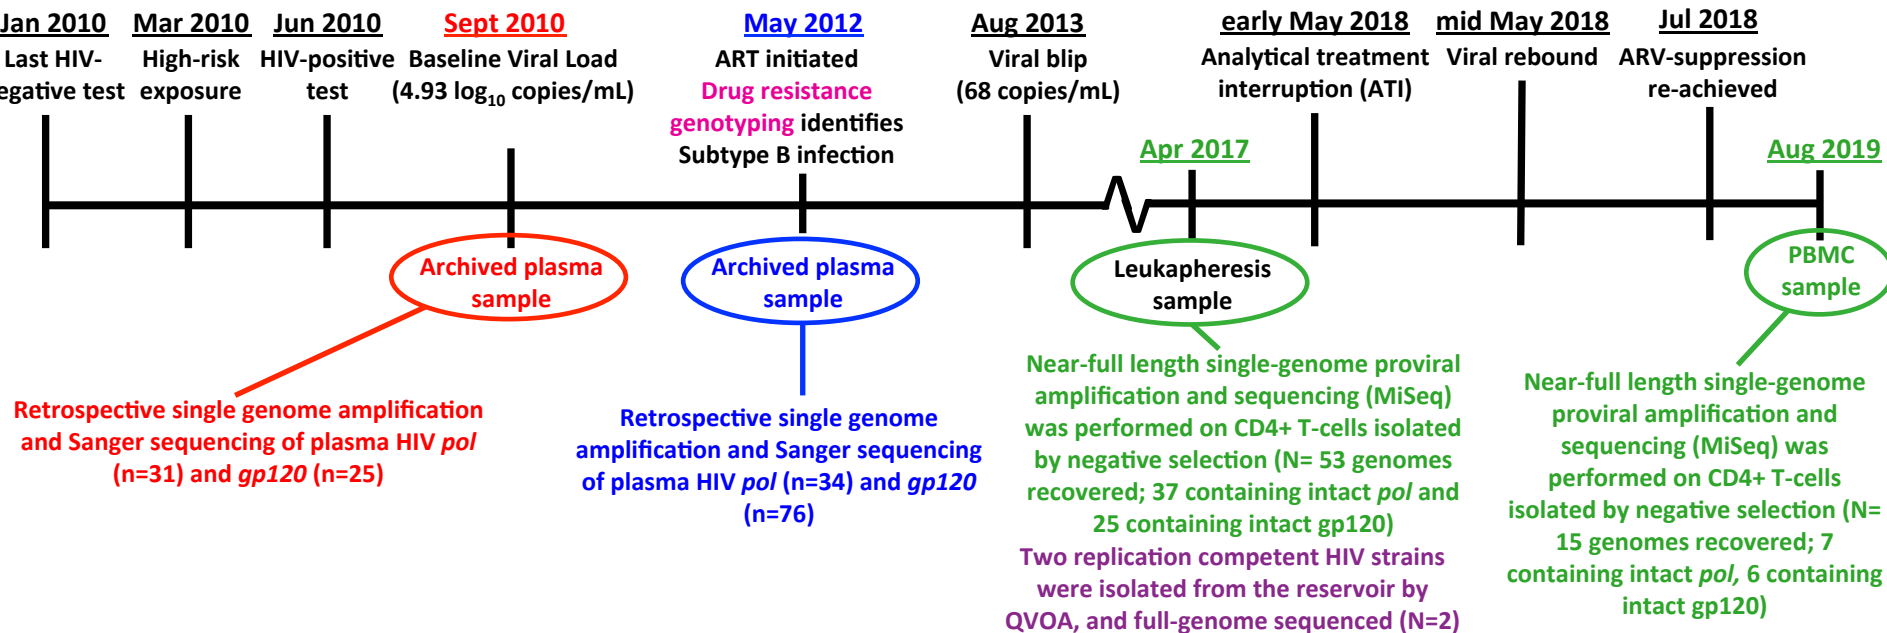 Jan 2010
Last HIV-
egative test
Mar 2010
High-risk
exposure
Jun 2010
HIV-positive
test
Sept 2010
Baseline Viral Load
(4.93 log10 copies/mL)
May 2012
ART initiated
Drug resistance
genotyping identifies
Subtype B infection
Aug 2013
Viral blip
(68 copies/mL)
Apr 2017
early May 2018
Analytical treatment
interruption (ATI)
mid May 2018
Viral rebound
Jul 2018
ARV-suppression
re-achieved
Aug 2019
Archived plasma
sample
Archived plasma
sample
Leukapheresis
sample
PBMC
sample
Retrospective single genome amplification
and Sanger sequencing of plasma HIV pol
(n=31) and gp120 (n=25)
Retrospective single genome
amplification and Sanger sequencing
of plasma HIV pol (n=34) and gp120
(n=76)
Near-full length single-genome proviral
amplification and sequencing (MiSeq)
was performed on CD4+ T-cells isolated
by negative selection (N= 53 genomes
recovered; 37 containing intact pol and
25 containing intact gp120)
Two replication competent HIV strains
were isolated from the reservoir by
QVOA, and full-genome sequenced (N=2)
Near-full length single-genome
proviral amplification and
sequencing (MiSeq) was
performed on CD4+ T-cells
isolated by negative selection (N=
15 genomes recovered; 7
containing intact pol, 6 containing
intact gp120)